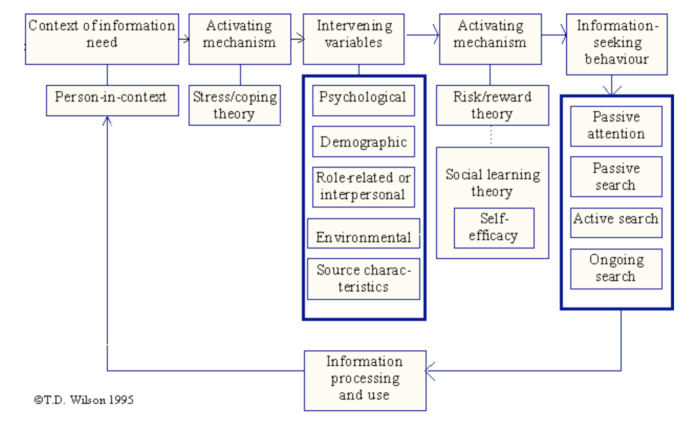 Context of information
need
Activating
mechanism
Intervening
variables
Activating
mechanism
Information-
seeking
behaviour
Person-in-context
Stress/coping
theory
Psychological
Demographic
Role-related or
interpersonal
Environmental
Source charac-
teristics
Risk/reward
theory
Social learning
theory
Self-
efficacy
Passive
attention
Passive
search
Active search
Ongoing
search
Information
processing
and use
©T.D. Wilson 1995